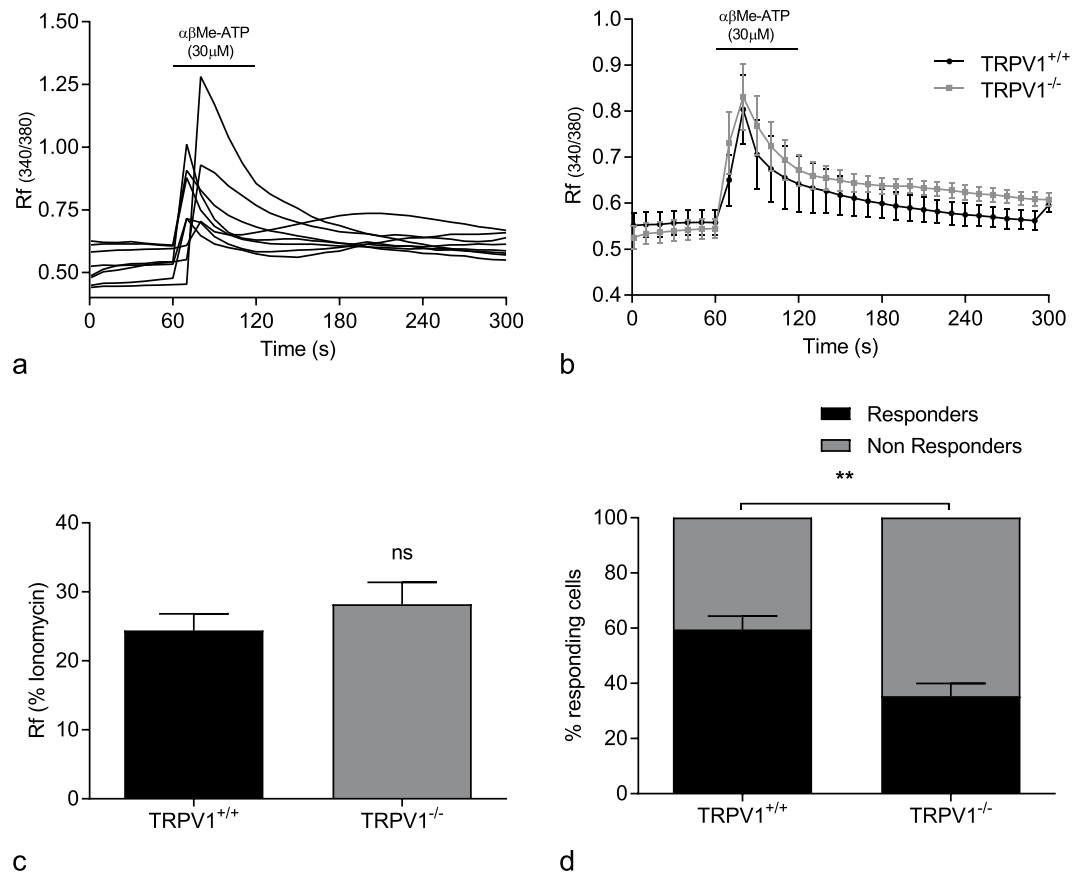 1.50
1.25
1.00
0.75
0.50
Rf (340/380)
αβMe-ATP
(30μM)
0 60 120 180 240 300
Time (s)
a
1.0
0.9
0.8
0.7
0.6
0.5
0.4
Rf (340/380)
αβMe-ATP
(30μM)
TRPV1+/+
TRPV1-/-
0 60 120 180 240 300
Time (s)
b
40
30
20
10
0
Rf (% Ionomycin)
ns
TRPV1+/+ TRPV1-/-
c
Responders
Non Responders
**
100
80
60
40
20
0
% responding cells
TRPV1+/+ TRPV1-/-
d